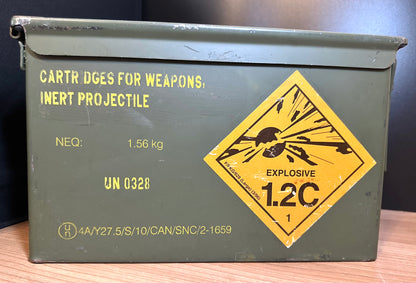 CARTR DGES FOR WEAPONS,
INERT PROJECTILE
NEQ: 1.56 kg
UN 0328
EXPLOSIVE
1.2C
1
un 4A/Y27.5/S/10/CAN/SNC/2-1659